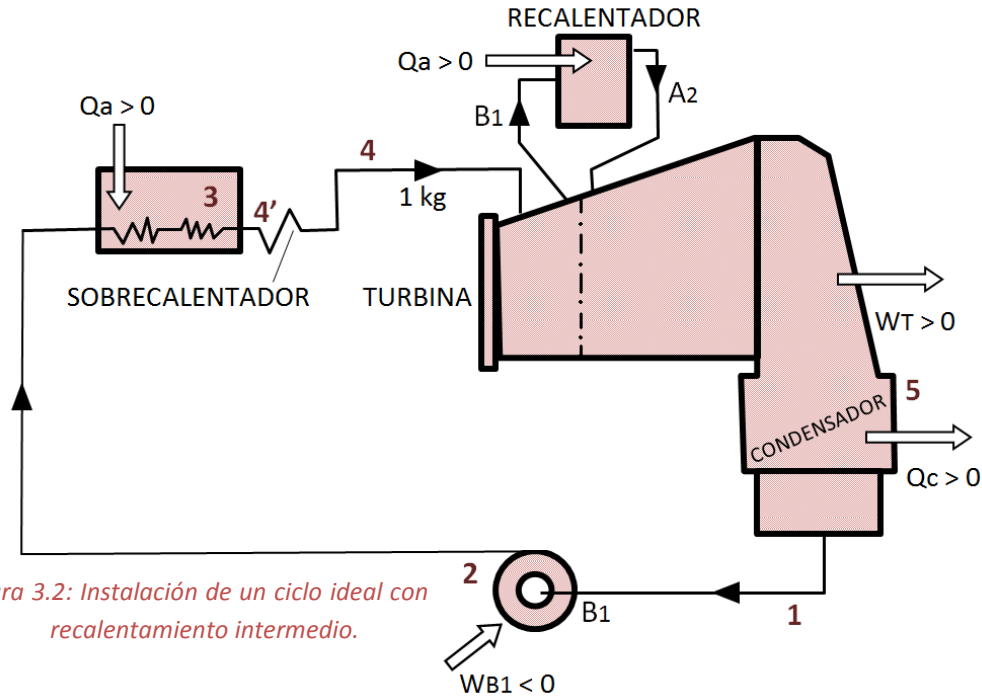 RECALENTADOR
Qa > 0
A2
B1
Qa > 0
4
1 kg
3
4’
SOBRECALENTADOR
TURBINA
WT > 0
5
CONDENSADOR
Qc > 0
2
B1
1
ra 3.2: Instalación de un ciclo ideal con
recalentamiento intermedio.
WB1 < 0